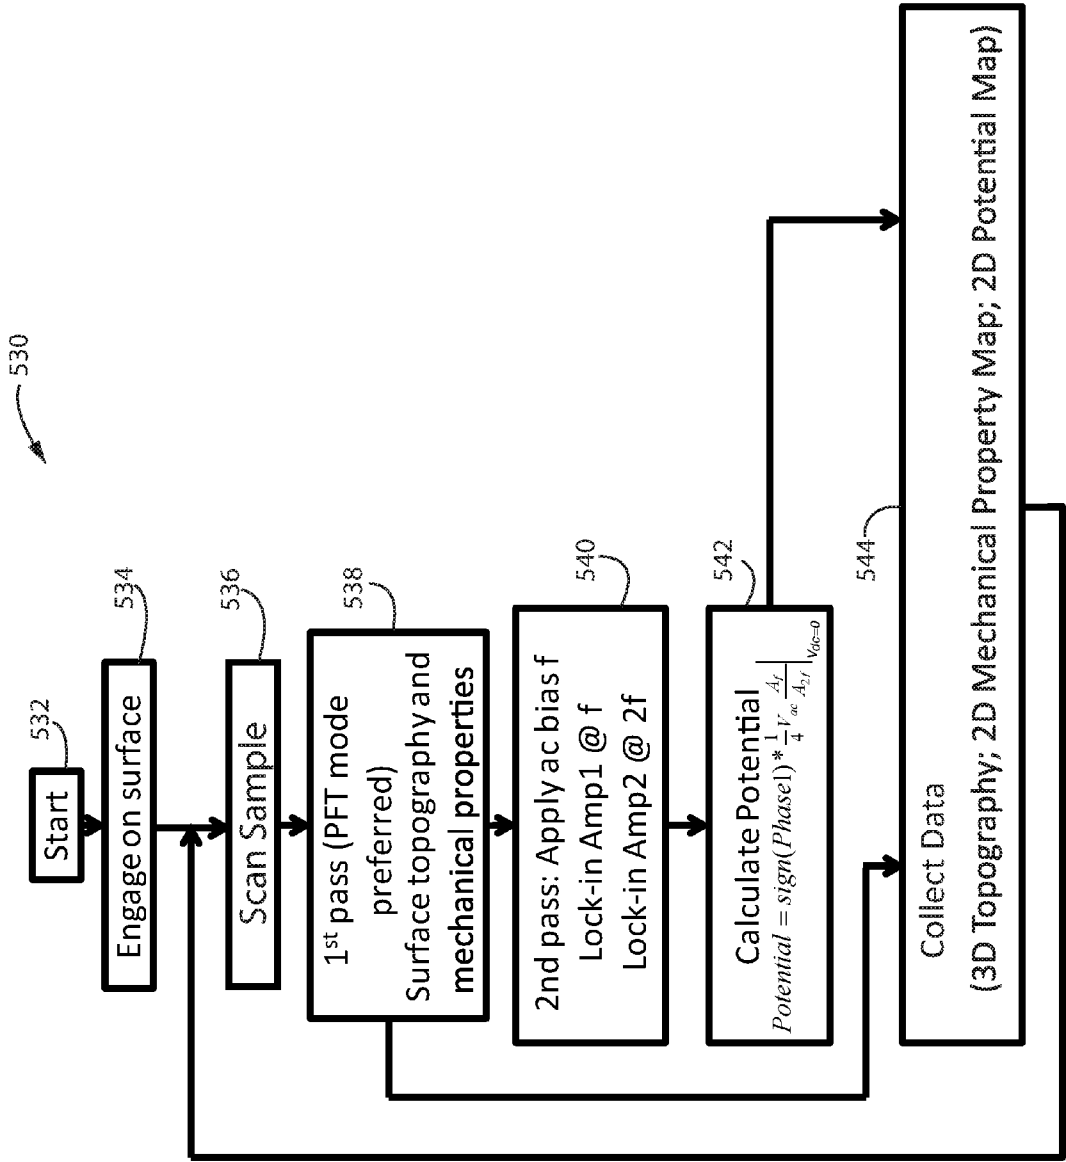 530
532
Start
534
Engage on surface
536
Scan Sample
538
1st pass (PFT mode
preferred)
Surface topography and
mechanical properties
540
2nd pass: Apply ac bias f
Lock-in Amp1 @ f
Lock-in Amp2 @ 2f
542
Calculate Potential
Potential = sign(Phase1) * 1/4 V_ac A_f/A_2f |_Vdc=0
544
Collect Data
(3D Topography; 2D Mechanical Property Map; 2D Potential Map)